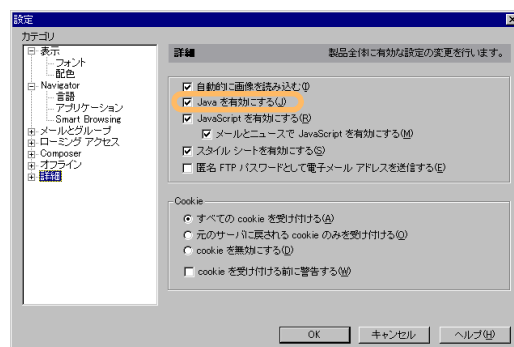 設定
カテゴリ
表示
フォント
配色
Navigator
言語
アプリケーション
Smart Browsing
メールとグループ
ローミング アクセス
Composer
オフライン
詳細
詳細 製品全体に有効な設定の変更を行います。
自動的に画像を読み込む(I)
Java を有効にする(J)
JavaScript を有効にする(R)
メールとニュースで JavaScript を有効にする(M)
スタイル シートを有効にする(S)
匿名 FTP パスワードとして電子メール アドレスを送信する(E)
Cookie
すべての cookie を受け付ける(A)
元のサーバに戻される cookie のみを受け付ける(O)
cookie を無効にする(D)
cookie を受け付ける前に警告する(W)
OK キャンセル ヘルプ(H)